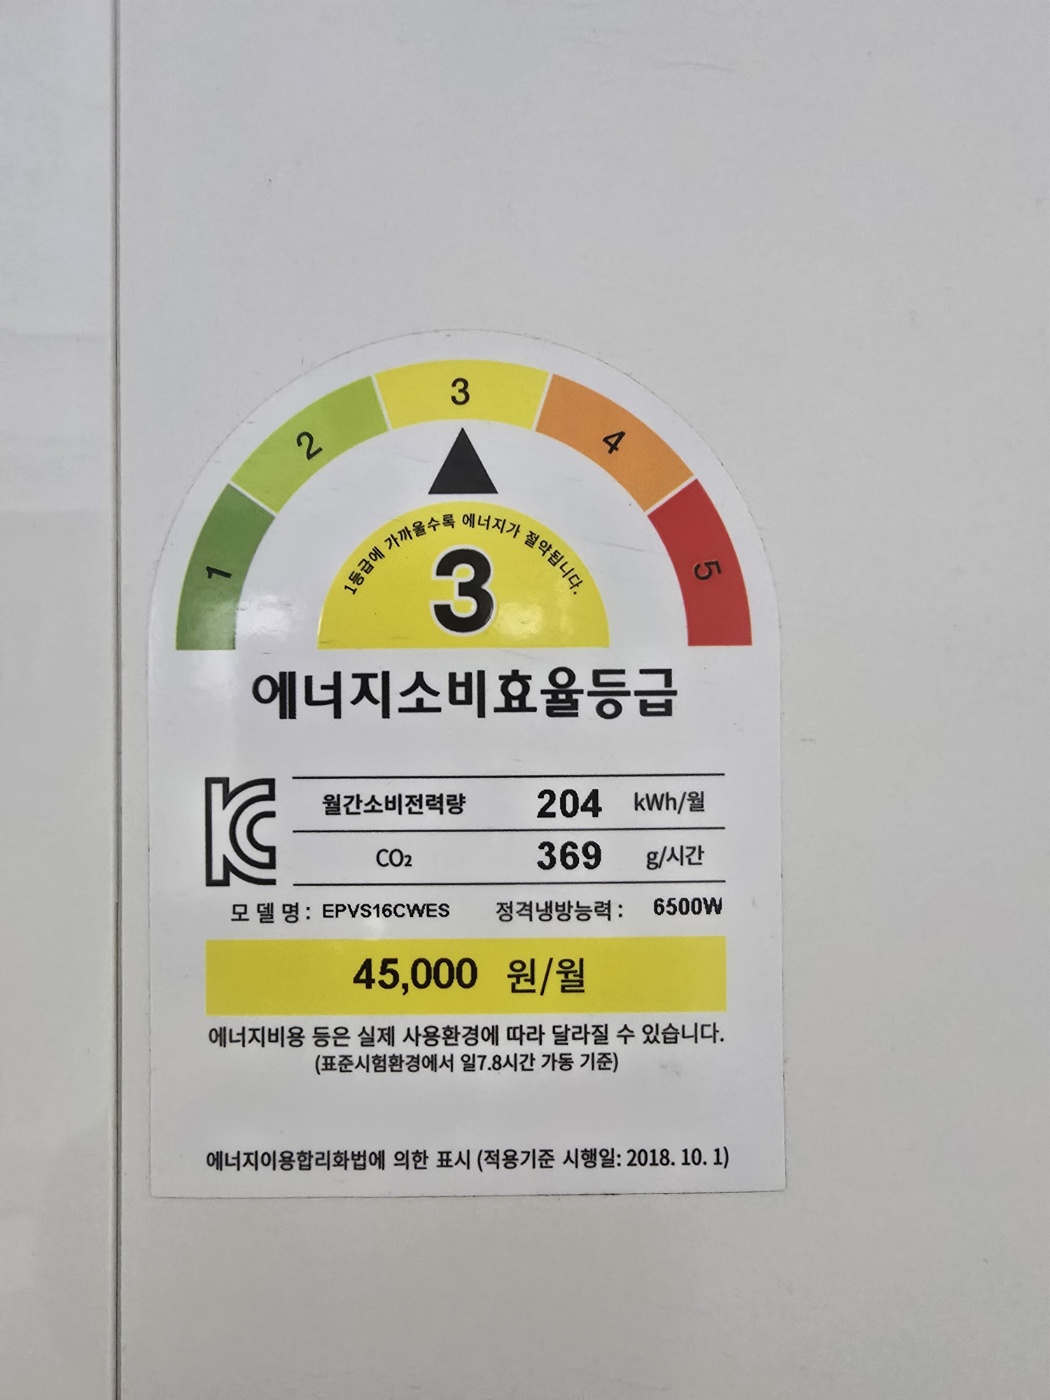 3
2
4
1
5
1등급에 가까울수록 에너지가 절약됩니다.
3
에너지소비효율등급
KC
월간소비전력량 204 kWh/월
CO₂ 369 g/시간
모 델 명 : EPVS16CWES 정격냉방능력 : 6500W
45,000 원/월
에너지비용 등은 실제 사용환경에 따라 달라질 수 있습니다.
(표준시험환경에서 일7.8시간 가동 기준)
에너지이용합리화법에 의한 표시 (적용기준 시행일: 2018. 10. 1)